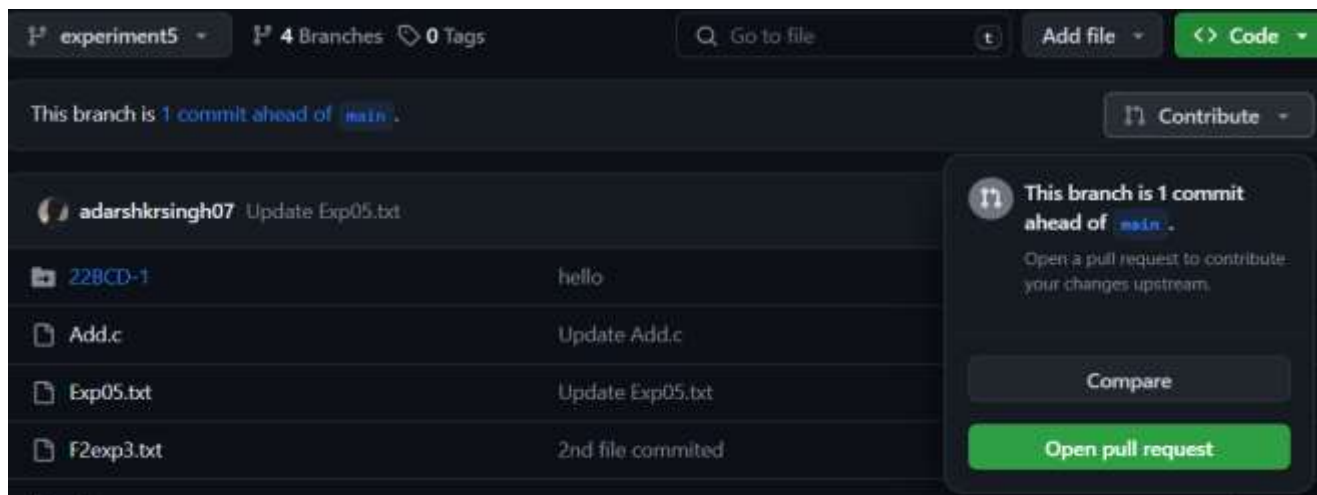 experiment5 4 Branches 0 Tags Go to file t Add file <> Code
This branch is 1 commit ahead of main .
Contribute
adarshkrsingh07 Update Exp05.txt
This branch is 1 commit
ahead of main .
Open a pull request to contribute
your changes upstream.
22BCD-1 hello
Add.c Update Add.c
Exp05.txt Update Exp05.txt
F2exp3.txt 2nd file commited
Compare
Open pull request